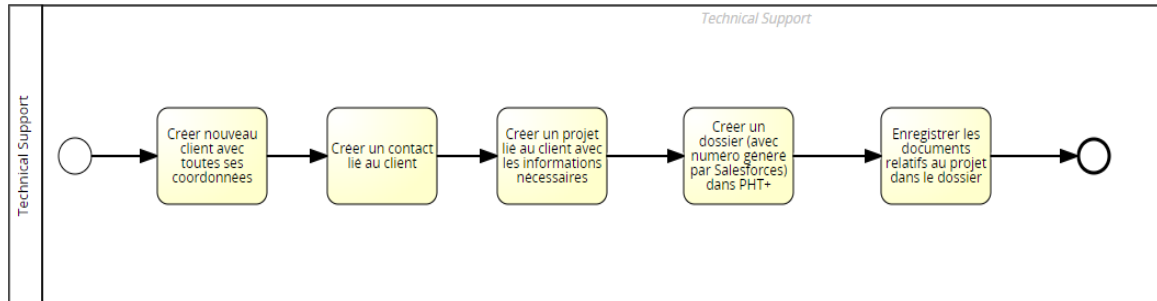 Technical Support
Technical Support
Créer nouveau
client avec
toutes ses
coordonnées
Créer un contact
lié au client
Créer un projet
lié au client avec
les informations
nécessaires
Créer un
dossier (avec
numéro généré
par Salesforces)
dans PHT+
Enregistrer les
documents
relatifs au projet
dans le dossier